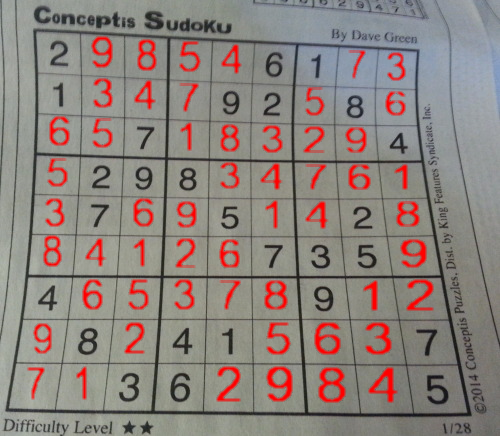 Conceptis Sudoku
By Dave Green
2 9 8 5 4 6 1 7 3
1 3 4 7 9 2 5 8 6
6 5 7 1 8 3 2 9 4
5 2 9 8 3 4 7 6 1
3 7 6 9 5 1 4 2 8
8 4 1 2 6 7 3 5 9
4 6 5 3 7 8 9 1 2
9 8 2 4 1 5 6 3 7
7 1 3 6 2 9 8 4 5
Difficulty Level ★★
1/28
©2014 Conceptis Puzzles, Dist. by King Features Syndicate, Inc.